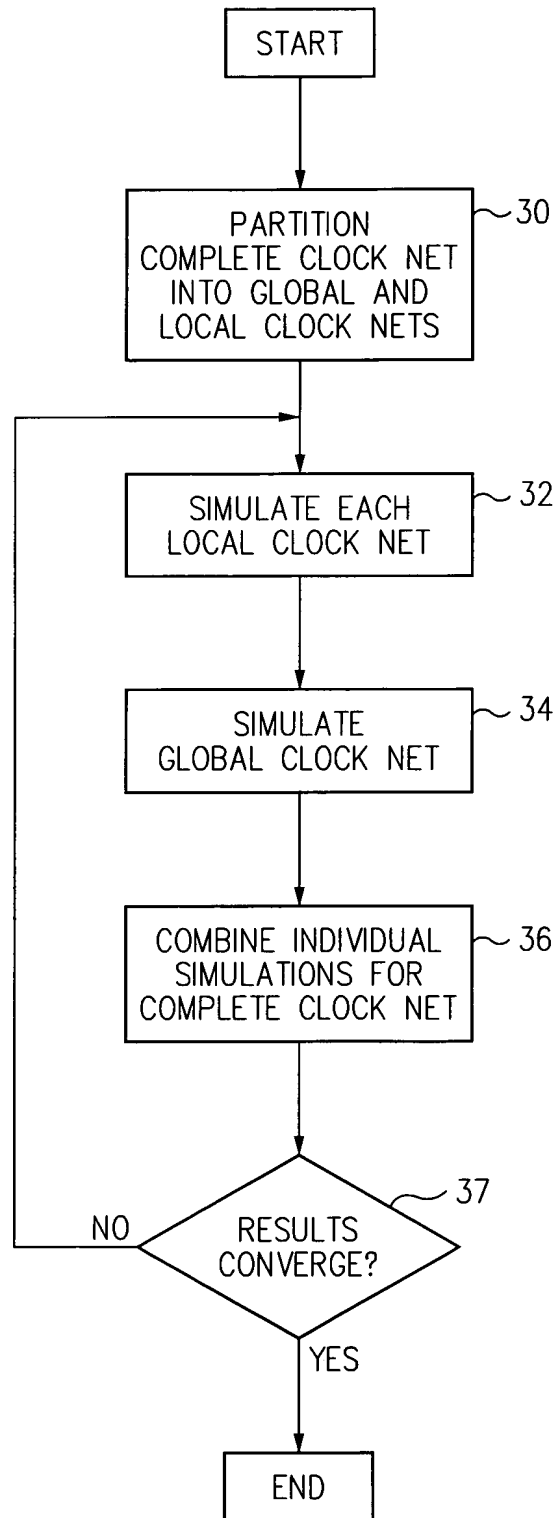 START
PARTITION
COMPLETE CLOCK NET
INTO GLOBAL AND
LOCAL CLOCK NETS
30
SIMULATE EACH
LOCAL CLOCK NET
32
SIMULATE
GLOBAL CLOCK NET
34
COMBINE INDIVIDUAL
SIMULATIONS FOR
COMPLETE CLOCK NET
36
RESULTS
CONVERGE?
37
NO
YES
END